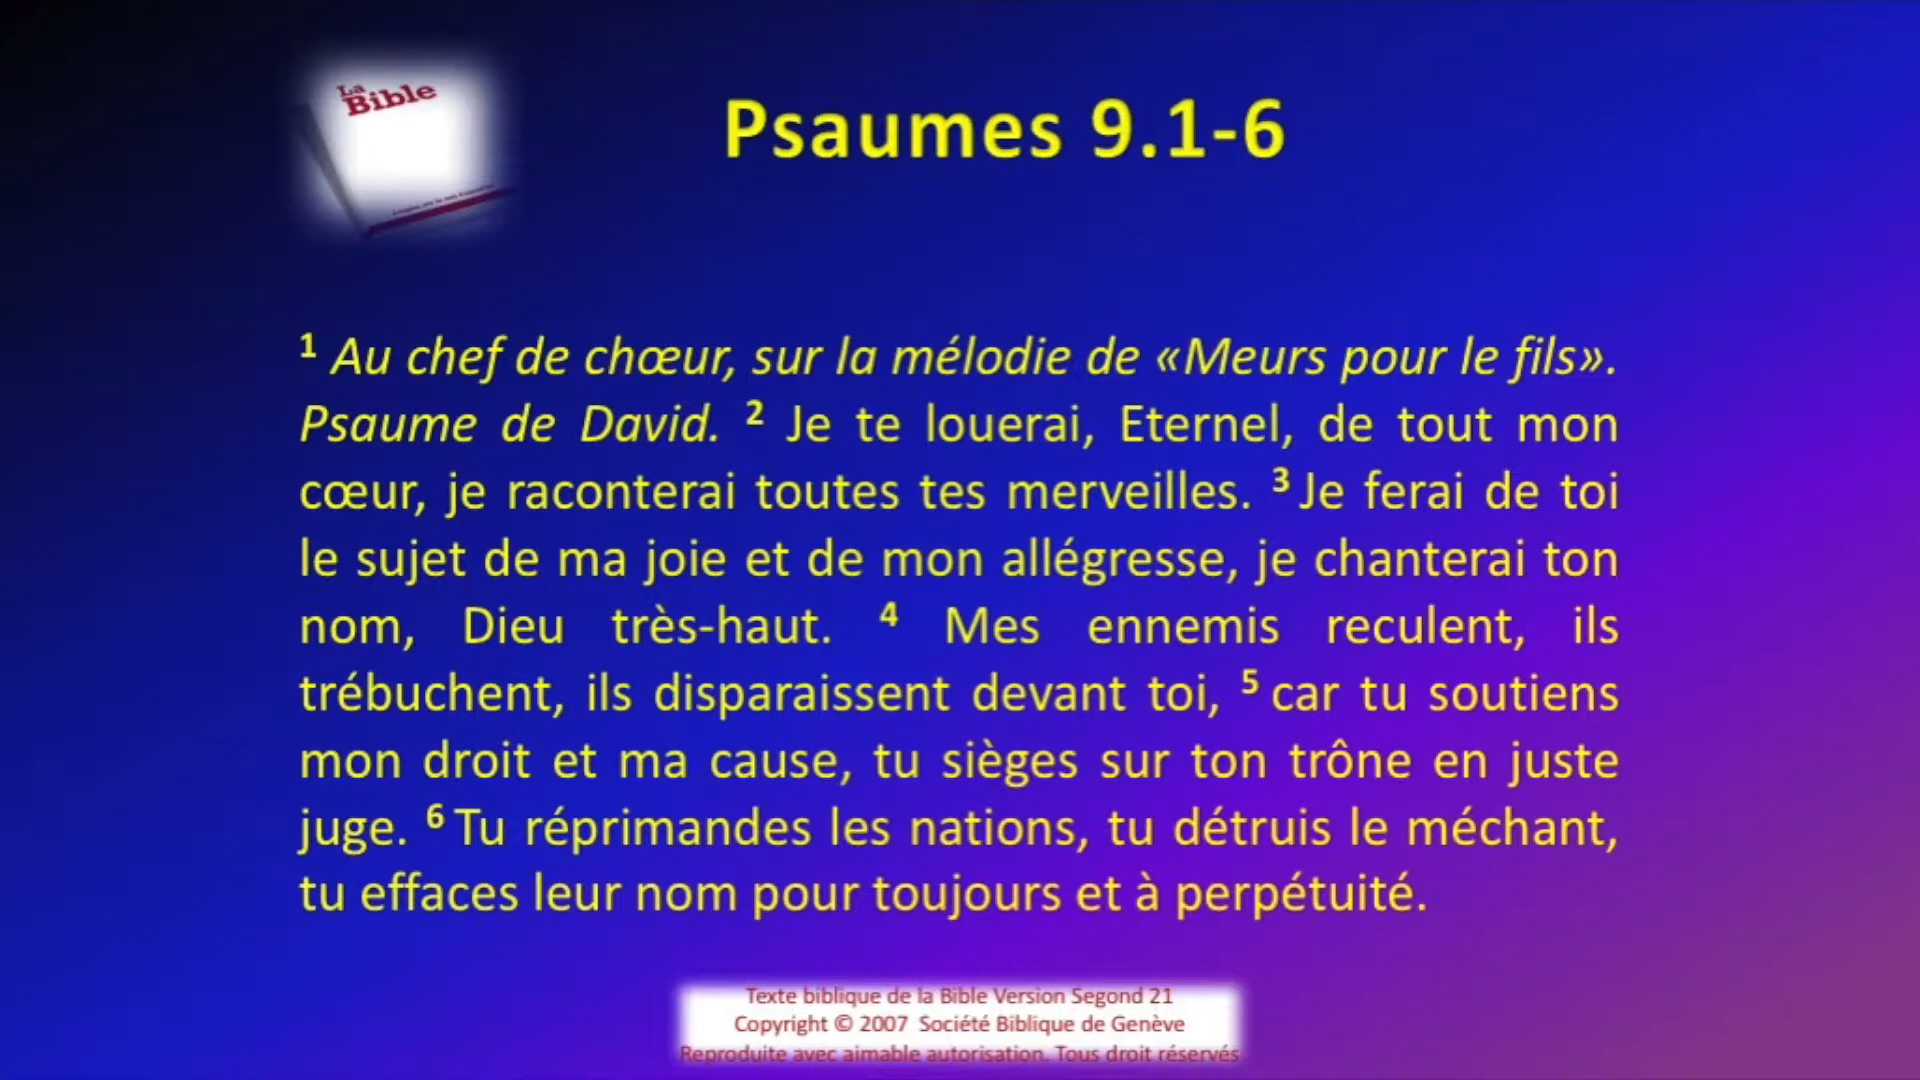 La
Bible
Psaumes 9.1-6
1 Au chef de chœur, sur la mélodie de «Meurs pour le fils».
Psaume de David. 2 Je te louerai, Eternel, de tout mon
cœur, je raconterai toutes tes merveilles. 3 Je ferai de toi
le sujet de ma joie et de mon allégresse, je chanterai ton
nom, Dieu très-haut. 4 Mes ennemis reculent, ils
trébuchent, ils disparaissent devant toi, 5 car tu soutiens
mon droit et ma cause, tu sièges sur ton trône en juste
juge. 6 Tu réprimandes les nations, tu détruis le méchant,
tu effaces leur nom pour toujours et à perpétuité.
Texte biblique de la Bible Version Segond 21
Copyright © 2007 Société Biblique de Genève
Reproduite avec aimable autorisation. Tous droit réservés